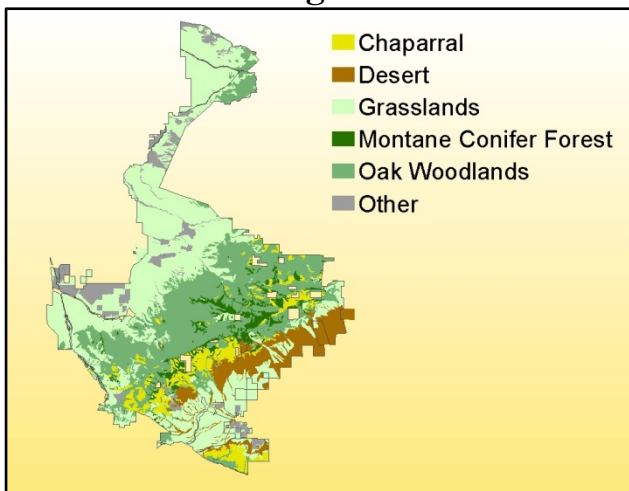 Chaparral
Desert
Grasslands
Montane Conifer Forest
Oak Woodlands
Other